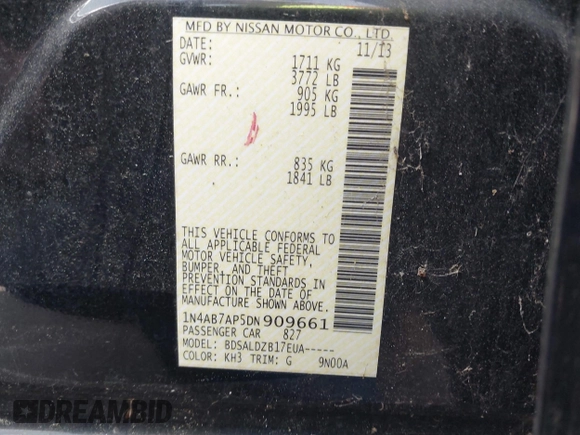 MFD BY NISSAN MOTOR CO., LTD.
DATE: 11/13
GVWR: 1711 KG
3772 LB
GAWR FR.: 905 KG
1995 LB
GAWR RR.: 835 KG
1841 LB
THIS VEHICLE CONFORMS TO
ALL APPLICABLE FEDERAL
MOTOR VEHICLE SAFETY,
BUMPER, AND THEFT
PREVENTION STANDARDS IN
EFFECT ON THE DATE OF
MANUFACTURE SHOWN ABOVE.
1N4AB7AP5DN909661
PASSENGER CAR 827
MODEL: BDSALDZB17EUA-----
COLOR: KH3 TRIM: G 9N00A
DREAMBID